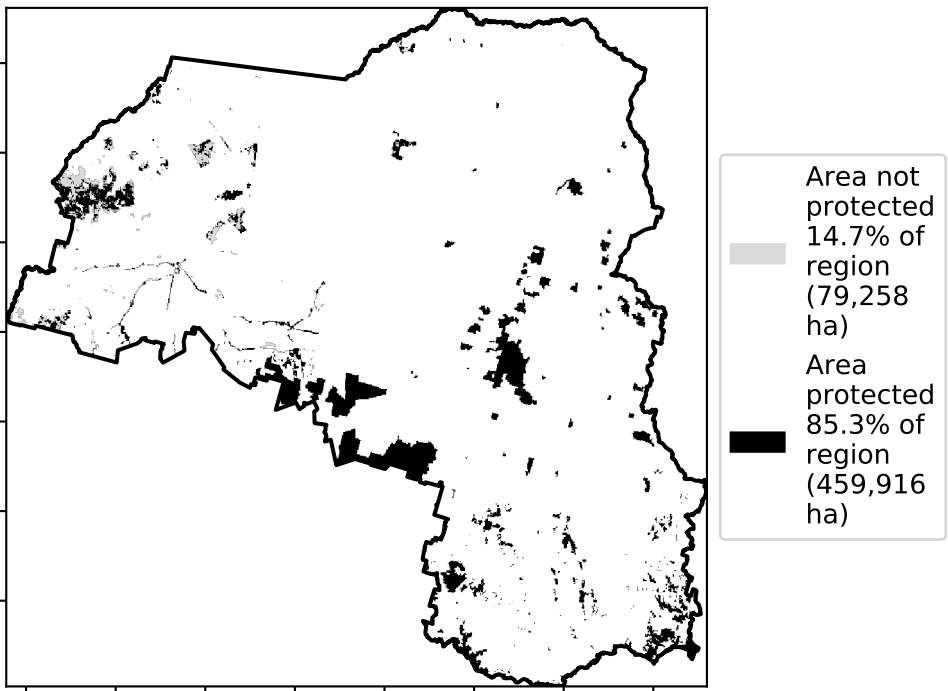 Area not
protected
14.7% of
region
(79,258
ha)
Area
protected
85.3% of
region
(459,916
ha)